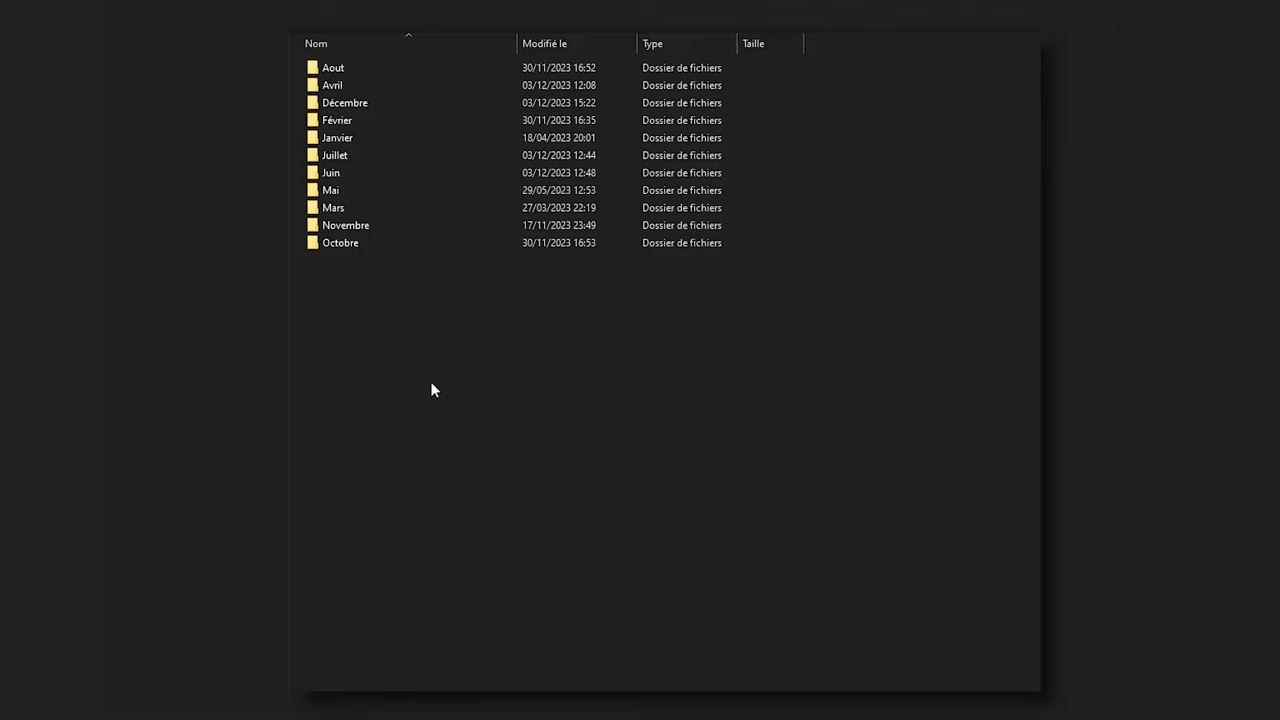 Nom Modifié le Type Taille
Aout 30/11/2023 16:52 Dossier de fichiers
Avril 03/12/2023 12:08 Dossier de fichiers
Décembre 03/12/2023 15:22 Dossier de fichiers
Février 30/11/2023 16:35 Dossier de fichiers
Janvier 18/04/2023 20:01 Dossier de fichiers
Juillet 03/12/2023 12:44 Dossier de fichiers
Juin 03/12/2023 12:48 Dossier de fichiers
Mai 29/05/2023 12:53 Dossier de fichiers
Mars 27/03/2023 22:19 Dossier de fichiers
Novembre 17/11/2023 23:49 Dossier de fichiers
Octobre 30/11/2023 16:53 Dossier de fichiers